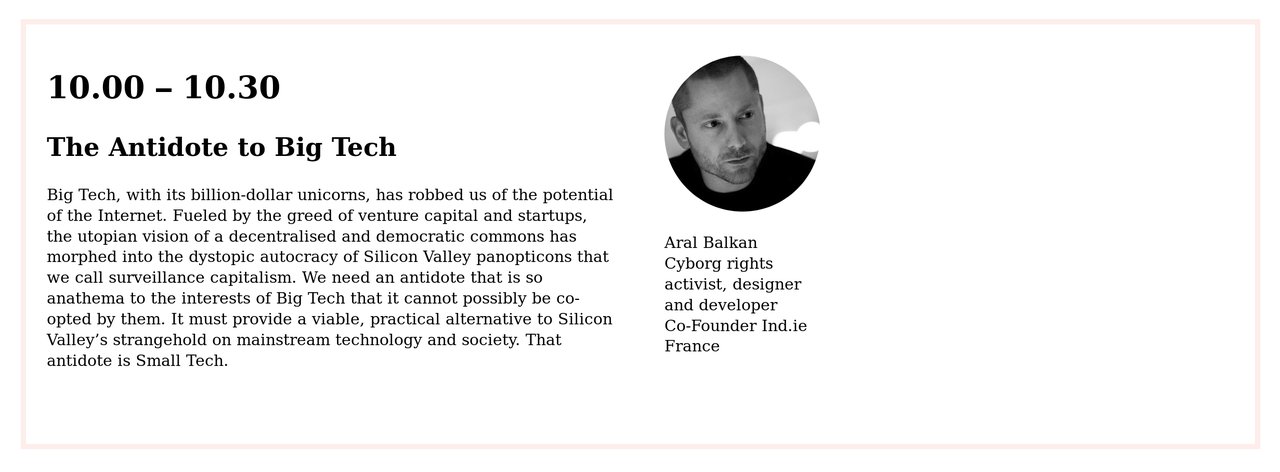 10.00 – 10.30
The Antidote to Big Tech
Big Tech, with its billion-dollar unicorns, has robbed us of the potential
of the Internet. Fueled by the greed of venture capital and startups,
the utopian vision of a decentralised and democratic commons has
morphed into the dystopic autocracy of Silicon Valley panopticons that
we call surveillance capitalism. We need an antidote that is so
anathema to the interests of Big Tech that it cannot possibly be co-
opted by them. It must provide a viable, practical alternative to Silicon
Valley’s strangehold on mainstream technology and society. That
antidote is Small Tech.
Aral Balkan
Cyborg rights
activist, designer
and developer
Co-Founder Ind.ie
France